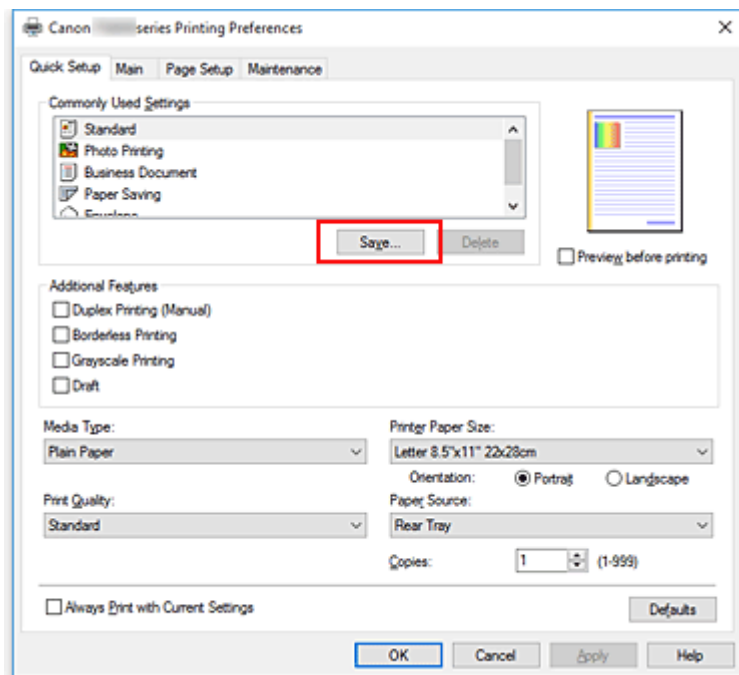 Canon series Printing Preferences
Quick Setup Main Page Setup Maintenance
Commonly Used Settings
Standard
Photo Printing
Business Document
Paper Saving
Envelope
Save... Delete
Preview before printing
Additional Features
Duplex Printing (Manual)
Borderless Printing
Grayscale Printing
Draft
Media Type: Printer Paper Size:
Plain Paper Letter 8.5"x11" 22x28cm
Orientation: Portrait Landscape
Print Quality: Paper Source:
Standard Rear Tray
Copies: 1 (1-999)
Always Print with Current Settings Defaults
OK Cancel Apply Help